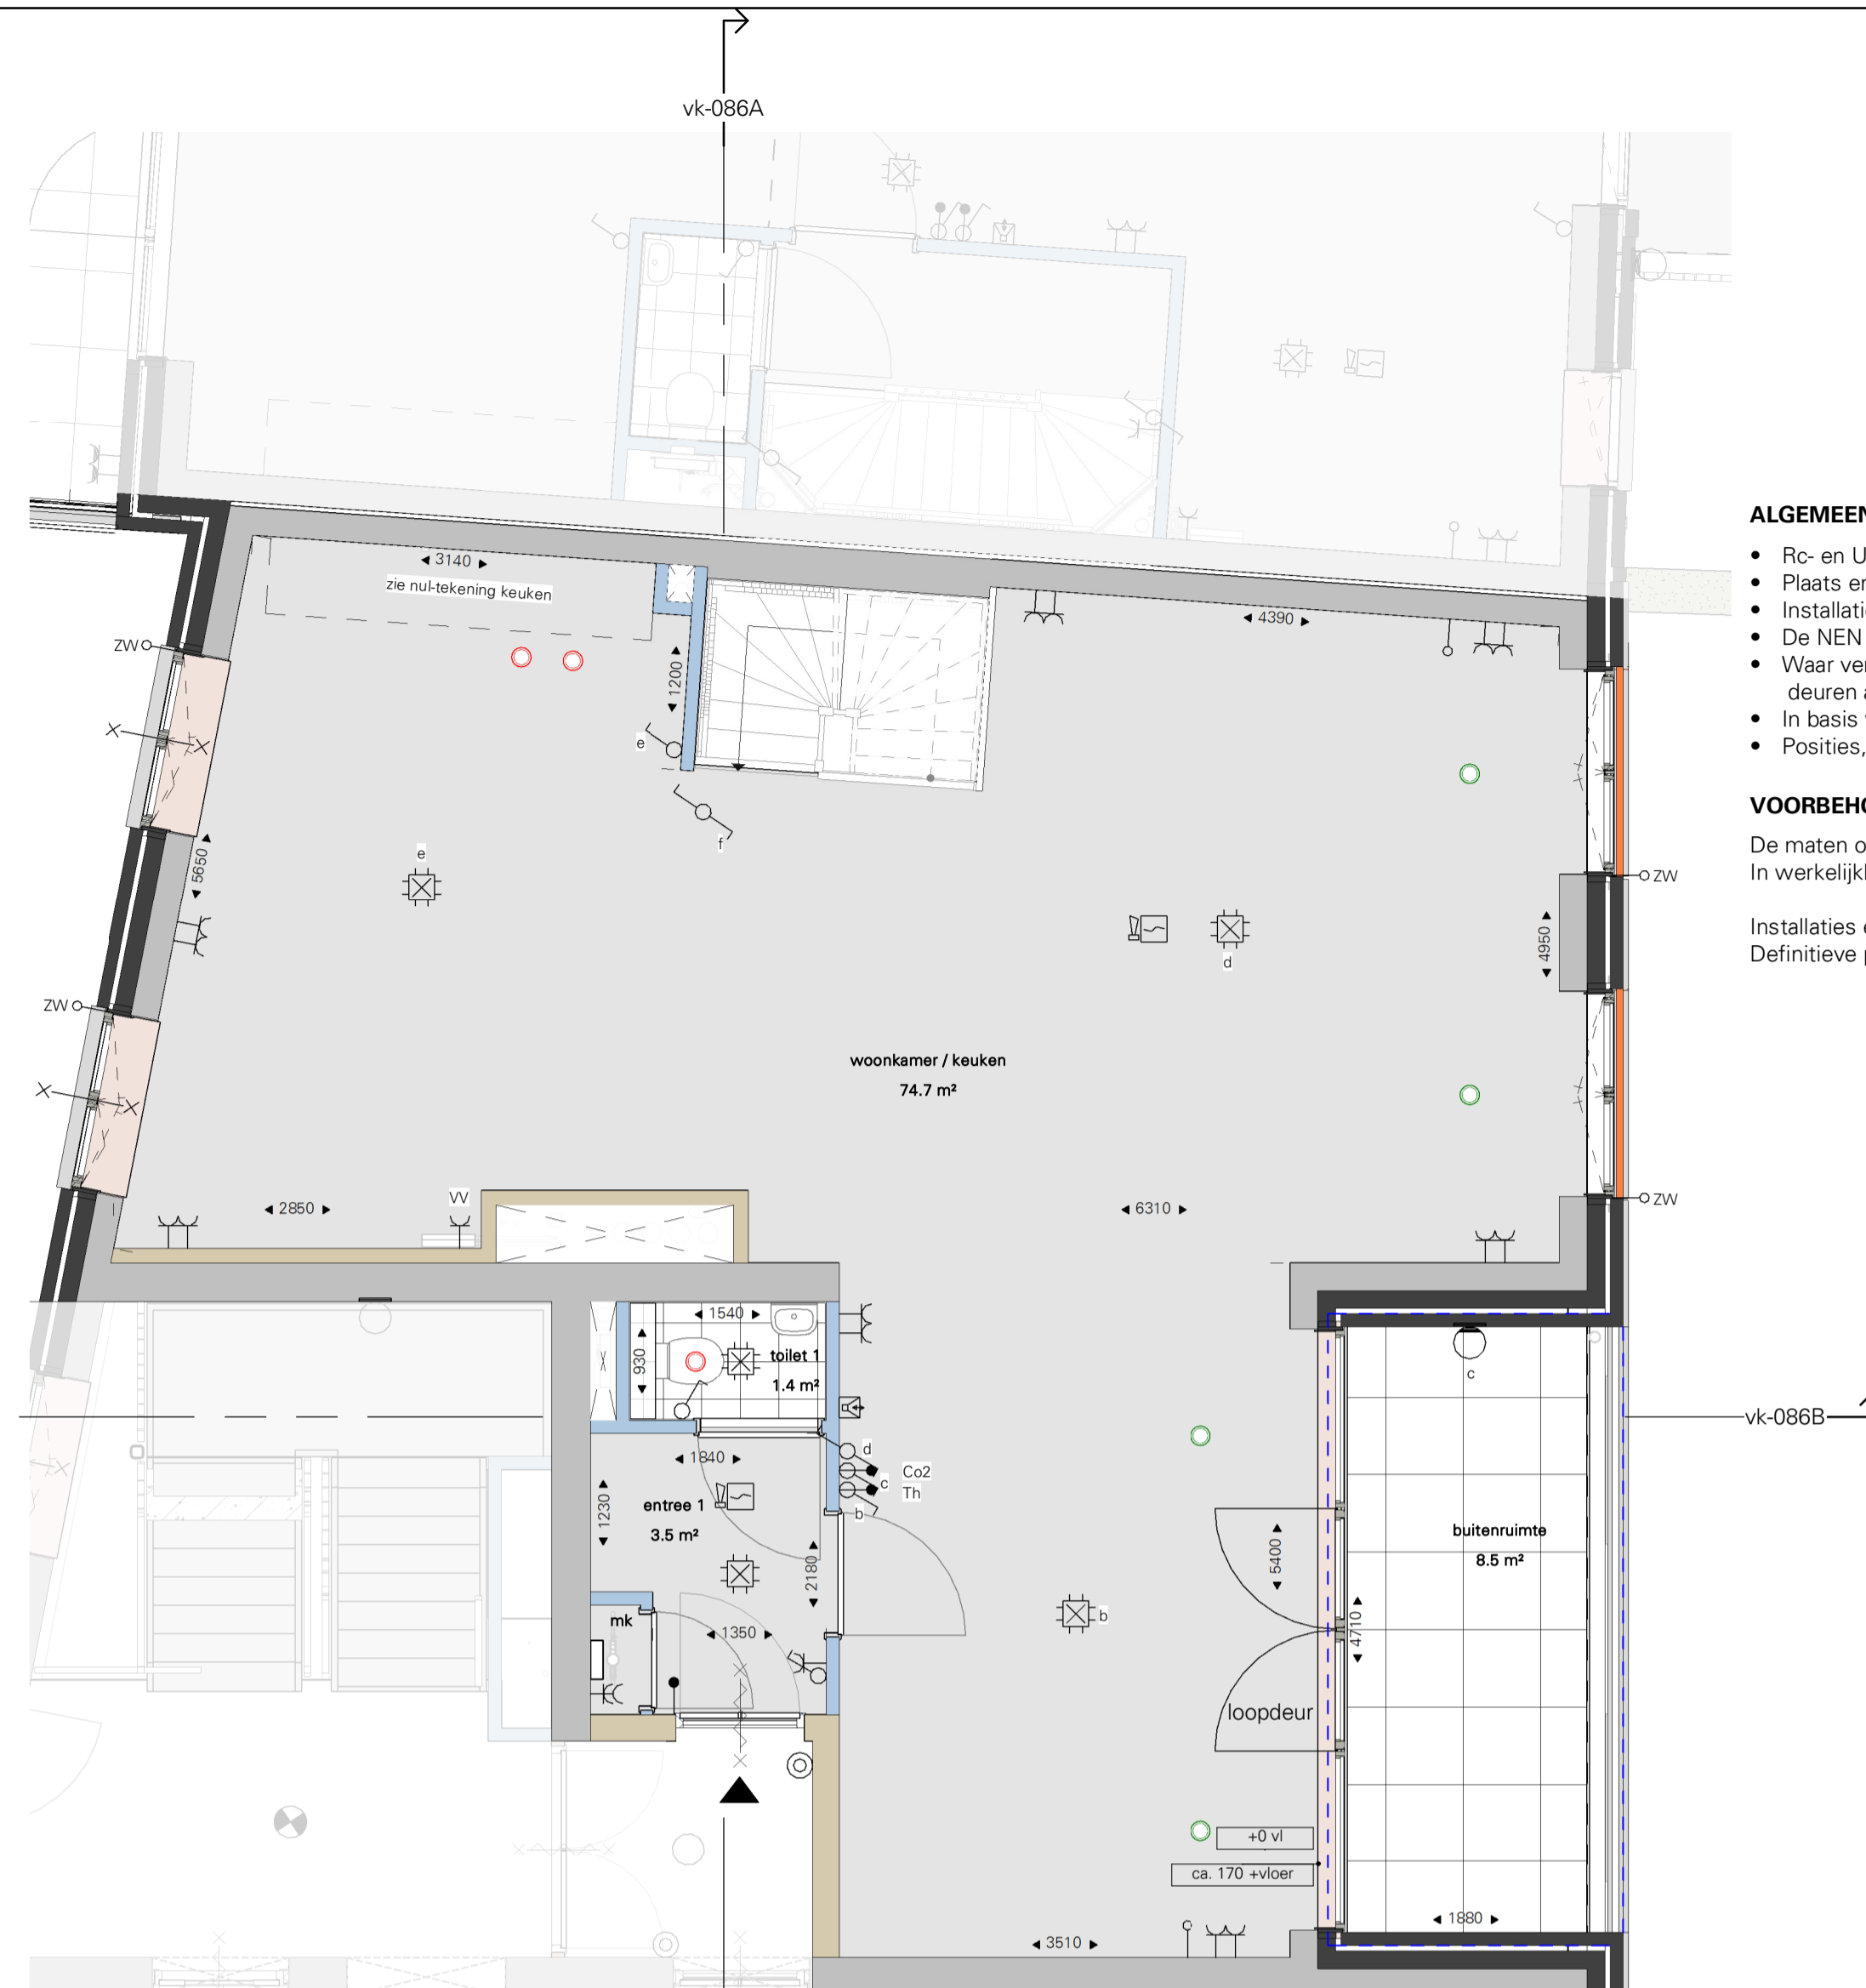 vk-086A
3140
zie nul-tekening keuken
4390
ZW
1200
e
f
5650
e
ZW
d
4950
ZW
woonkamer / keuken
74.7 m²
2850
VV
6310
ZW
1540
930
toilet 1
1.4 m²
c
vk-086B
1840
d
Co2
c
Th
b
1230
entree 1
3.5 m²
2180
buitenruimte
8.5 m²
5400
4710
mk
1350
b
loopdeur
+0 vl
ca. 170 +vloer
1880
3510
ALGEMEEN
• Rc- en U
• Plaats en
• Installatie
• De NEN
• Waar ver
deuren a
• In basis
• Posities,
VOORBEHO
De maten o
In werkelijk
Installaties e
Definitieve p